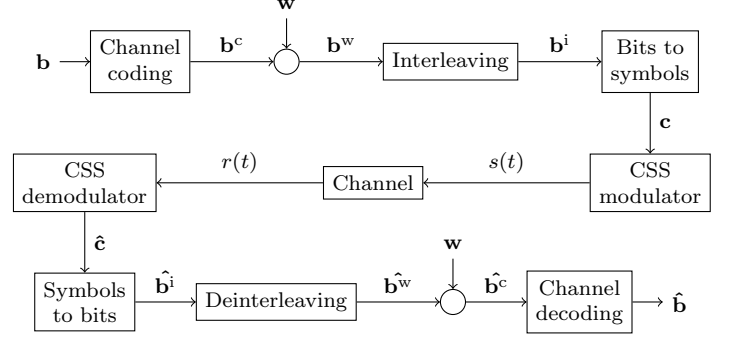 w
b
Channel
coding
b^c
b^w
Interleaving
b^i
Bits to
symbols
c
CSS
demodulator
r(t)
Channel
s(t)
CSS
modulator
ĉ
w
Symbols
to bits
b̂^i
Deinterleaving
b̂^w
b̂^c
Channel
decoding
b̂